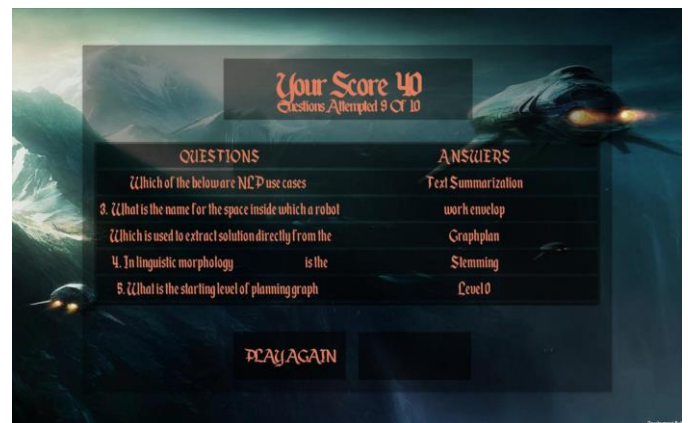 Your Score 40
Questions Attempted 9 Of 10
QUESTIONS ANSWERS
Which of the below are NLP use cases Text Summarization
3. What is the name for the space inside which a robot work envelop
Which is used to extract solution directly from the Graphplan
4. In linguistic morphology is the Stemming
5. What is the starting level of planning graph Level 0
PLAY AGAIN